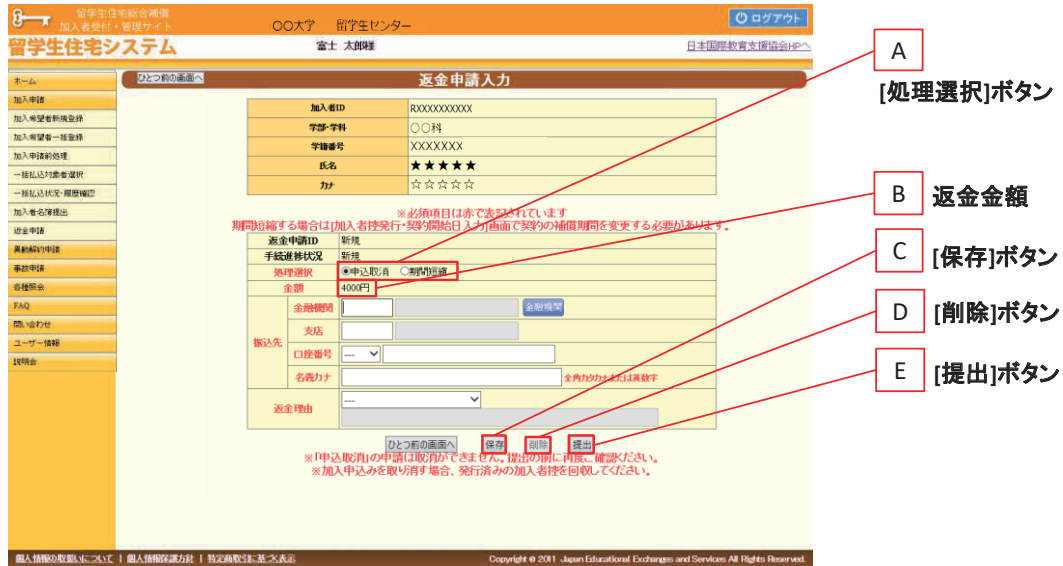 留学生住宅総合補償
加入者受付・管理サイト
〇〇大学 留学生センター
ログアウト
留学生住宅システム
富士 太郎様
日本国際教育支援協会HPへ
ひとつ前の画面へ
返金申請入力
ホーム
加入申請
加入希望者新規登録
加入希望者一括登録
加入申請前処理
一括払込対象者選択
一括払込状況・履歴確認
加入者名簿提出
返金申請
異動解約申請
事故申請
各種照会
FAQ
問い合わせ
ユーザー情報
説明会
加入者ID RXXXXXXXXXX
学部・学科 〇〇科
学籍番号 XXXXXXX
氏名 ★★★★★
カナ ☆☆☆☆☆
※必須項目は赤で表記されています
期間短縮する場合は[加入者控発行・契約開始日入力]画面で契約の補償期間を変更する必要があります。
返金申請ID 新規
手続進捗状況 新規
処理選択 申込取消 期間短縮
金額 4000円
振込先
金融機関 金融機関
支店
口座番号 ---
名義カナ 全角カタカナまたは英数字
返金理由 ---
ひとつ前の画面へ 保存 削除 提出
※「申込取消」の申請は取消ができません。提出の前に再度ご確認ください。
※加入申込みを取り消す場合、発行済みの加入者控を回収してください。
個人情報の取扱いについて | 個人情報保護方針 | 特定商取引に基づく表示
Copyright © 2011 Japan Educational Exchanges and Services All Rights Reserved.
A
[処理選択]ボタン
B 返金金額
C [保存]ボタン
D [削除]ボタン
E [提出]ボタン